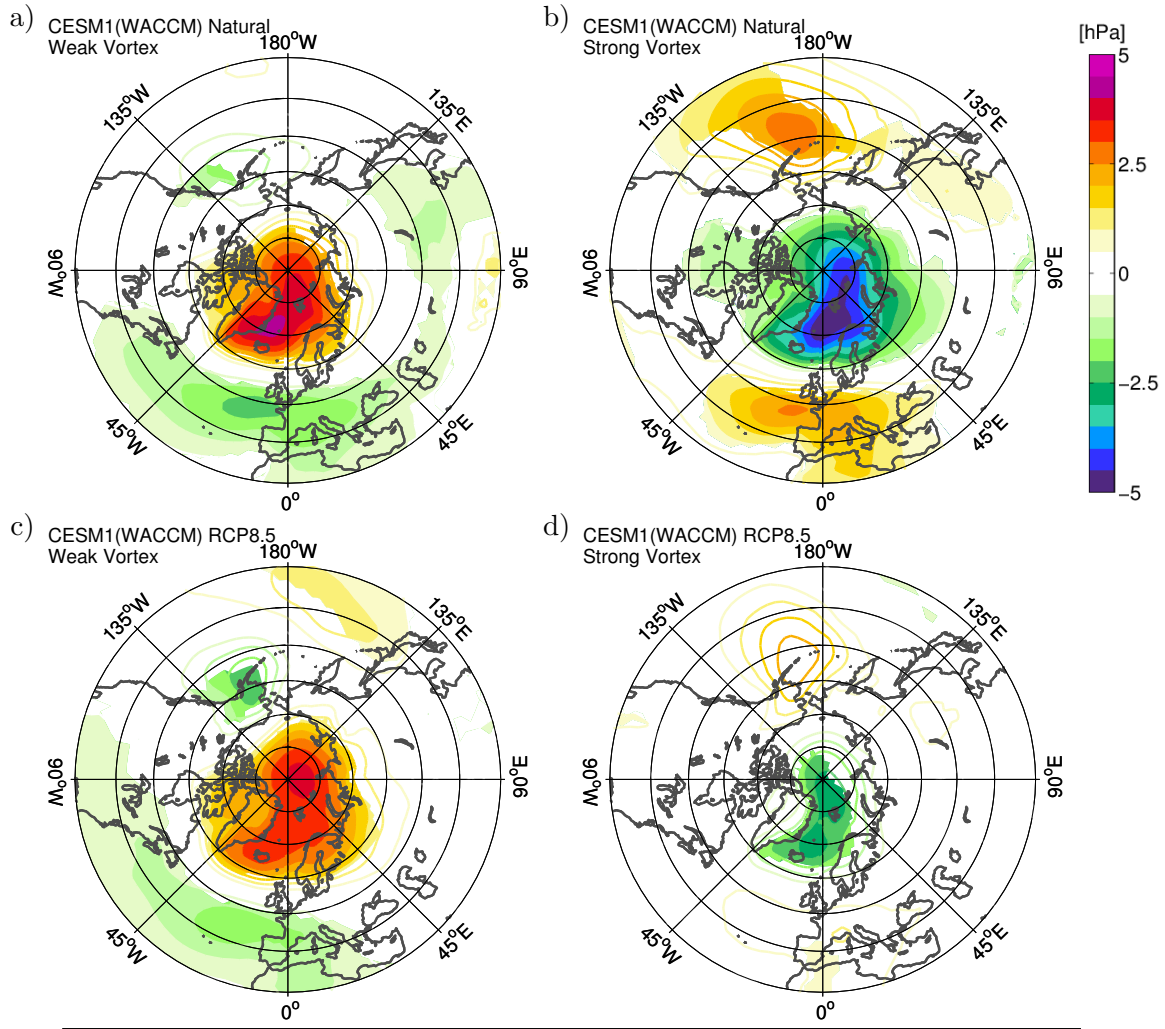 a) CESM1(WACCM) Natural
Weak Vortex
180°W
135°W
135°E
90°W
90°E
45°W
45°E
0°
b) CESM1(WACCM) Natural
Strong Vortex
180°W
135°W
135°E
90°W
90°E
45°W
45°E
0°
[hPa]
5
2.5
0
−2.5
−5
c) CESM1(WACCM) RCP8.5
Weak Vortex
180°W
135°W
135°E
90°W
90°E
45°W
45°E
0°
d) CESM1(WACCM) RCP8.5
Strong Vortex
180°W
135°W
135°E
90°W
90°E
45°W
45°E
0°